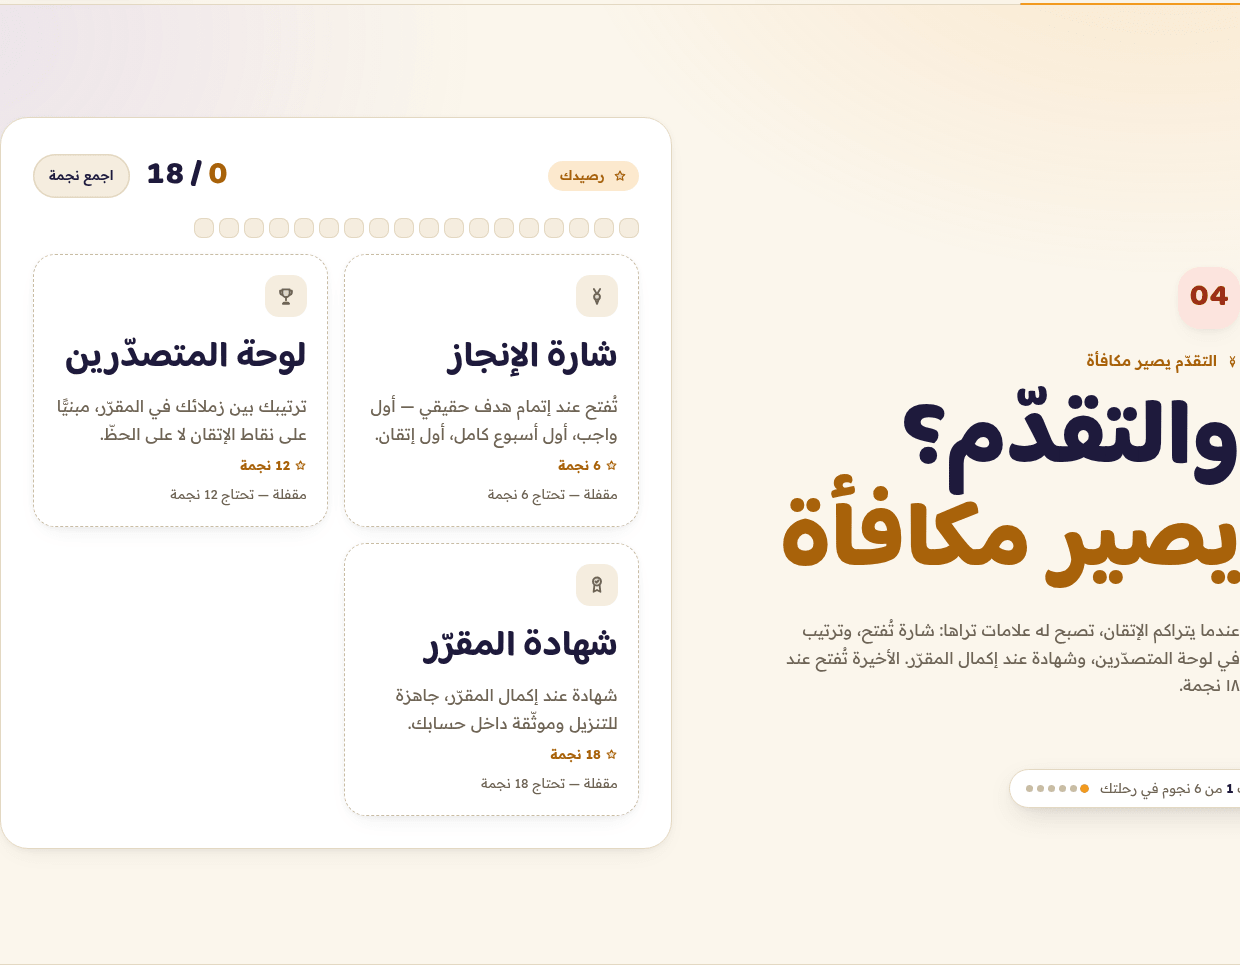 04
التقدّم يصير مكافأة
والتقدّم؟
يصير مكافأة
عندما يتراكم الإتقان، تصبح له علامات تراها: شارة تُفتح، وترتيب
في لوحة المتصدّرين، وشهادة عند إكمال المقرّر. الأخيرة تُفتح عند
١٨ نجمة.
1 من 6 نجوم في رحلتك
رصيدك
0 / 18
اجمع نجمة
شارة الإنجاز
تُفتح عند إتمام هدف حقيقي — أول
واجب، أول أسبوع كامل، أول إتقان.
6 نجمة
مقفلة — تحتاج 6 نجمة
لوحة المتصدّرين
ترتيبك بين زملائك في المقرّر، مبنيًّا
على نقاط الإتقان لا على الحظّ.
12 نجمة
مقفلة — تحتاج 12 نجمة
شهادة المقرّر
شهادة عند إكمال المقرّر، جاهزة
للتنزيل وموثّقة داخل حسابك.
18 نجمة
مقفلة — تحتاج 18 نجمة